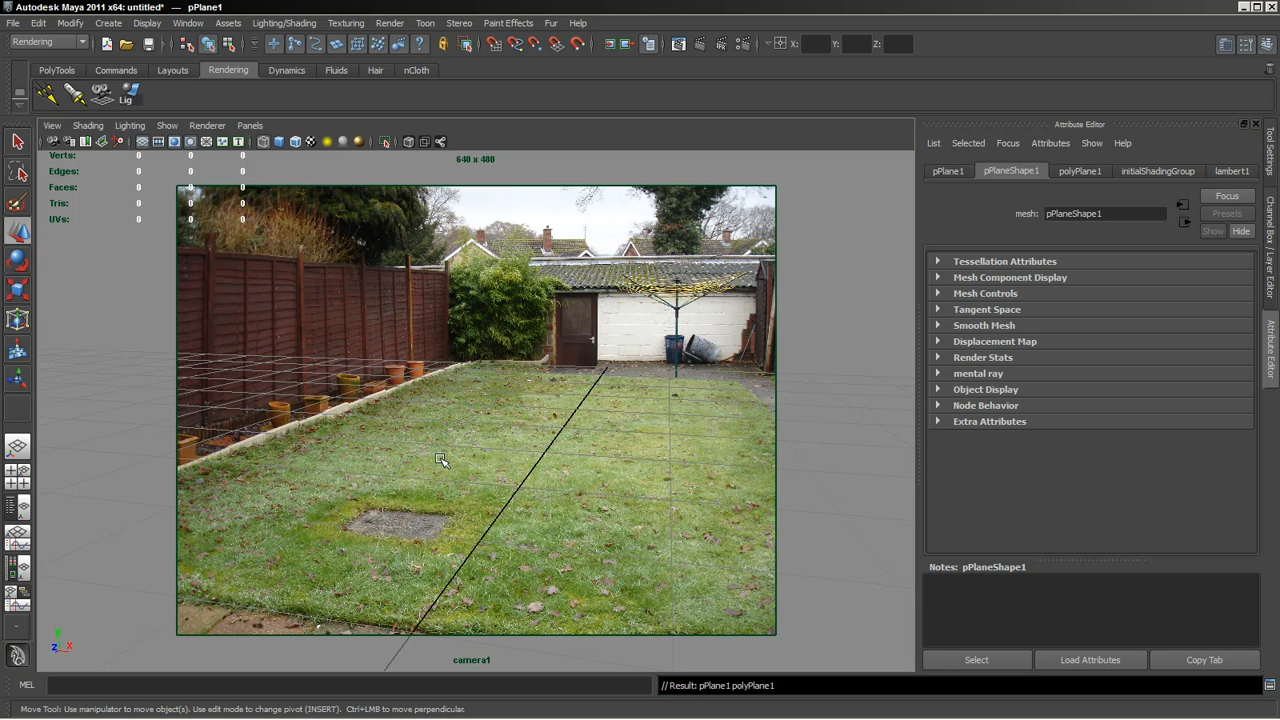 Autodesk Maya 2011 x64: untitled* --- pPlane1
File Edit Modify Create Display Window Assets Lighting/Shading Texturing Render Toon Stereo Paint Effects Fur Help
Rendering X: Y: Z:
PolyTools Commands Layouts Rendering Dynamics Fluids Hair nCloth
Lig
View Shading Lighting Show Renderer Panels
Verts: 0 0 0
Edges: 0 0 0
Faces: 0 0 0
Tris: 0 0 0
UVs: 0 0 0
640 x 480
camera1
Attribute Editor
List Selected Focus Attributes Show Help
pPlane1 pPlaneShape1 polyPlane1 initialShadingGroup lambert1
mesh: pPlaneShape1
Focus
Presets
Show Hide
Tessellation Attributes
Mesh Component Display
Mesh Controls
Tangent Space
Smooth Mesh
Displacement Map
Render Stats
mental ray
Object Display
Node Behavior
Extra Attributes
Notes: pPlaneShape1
Select Load Attributes Copy Tab
Tool Settings
Channel Box / Layer Editor
Attribute Editor
MEL // Result: pPlane1 polyPlane1
Move Tool: Use manipulator to move object(s). Use edit mode to change pivot (INSERT). Ctrl+LMB to move perpendicular.